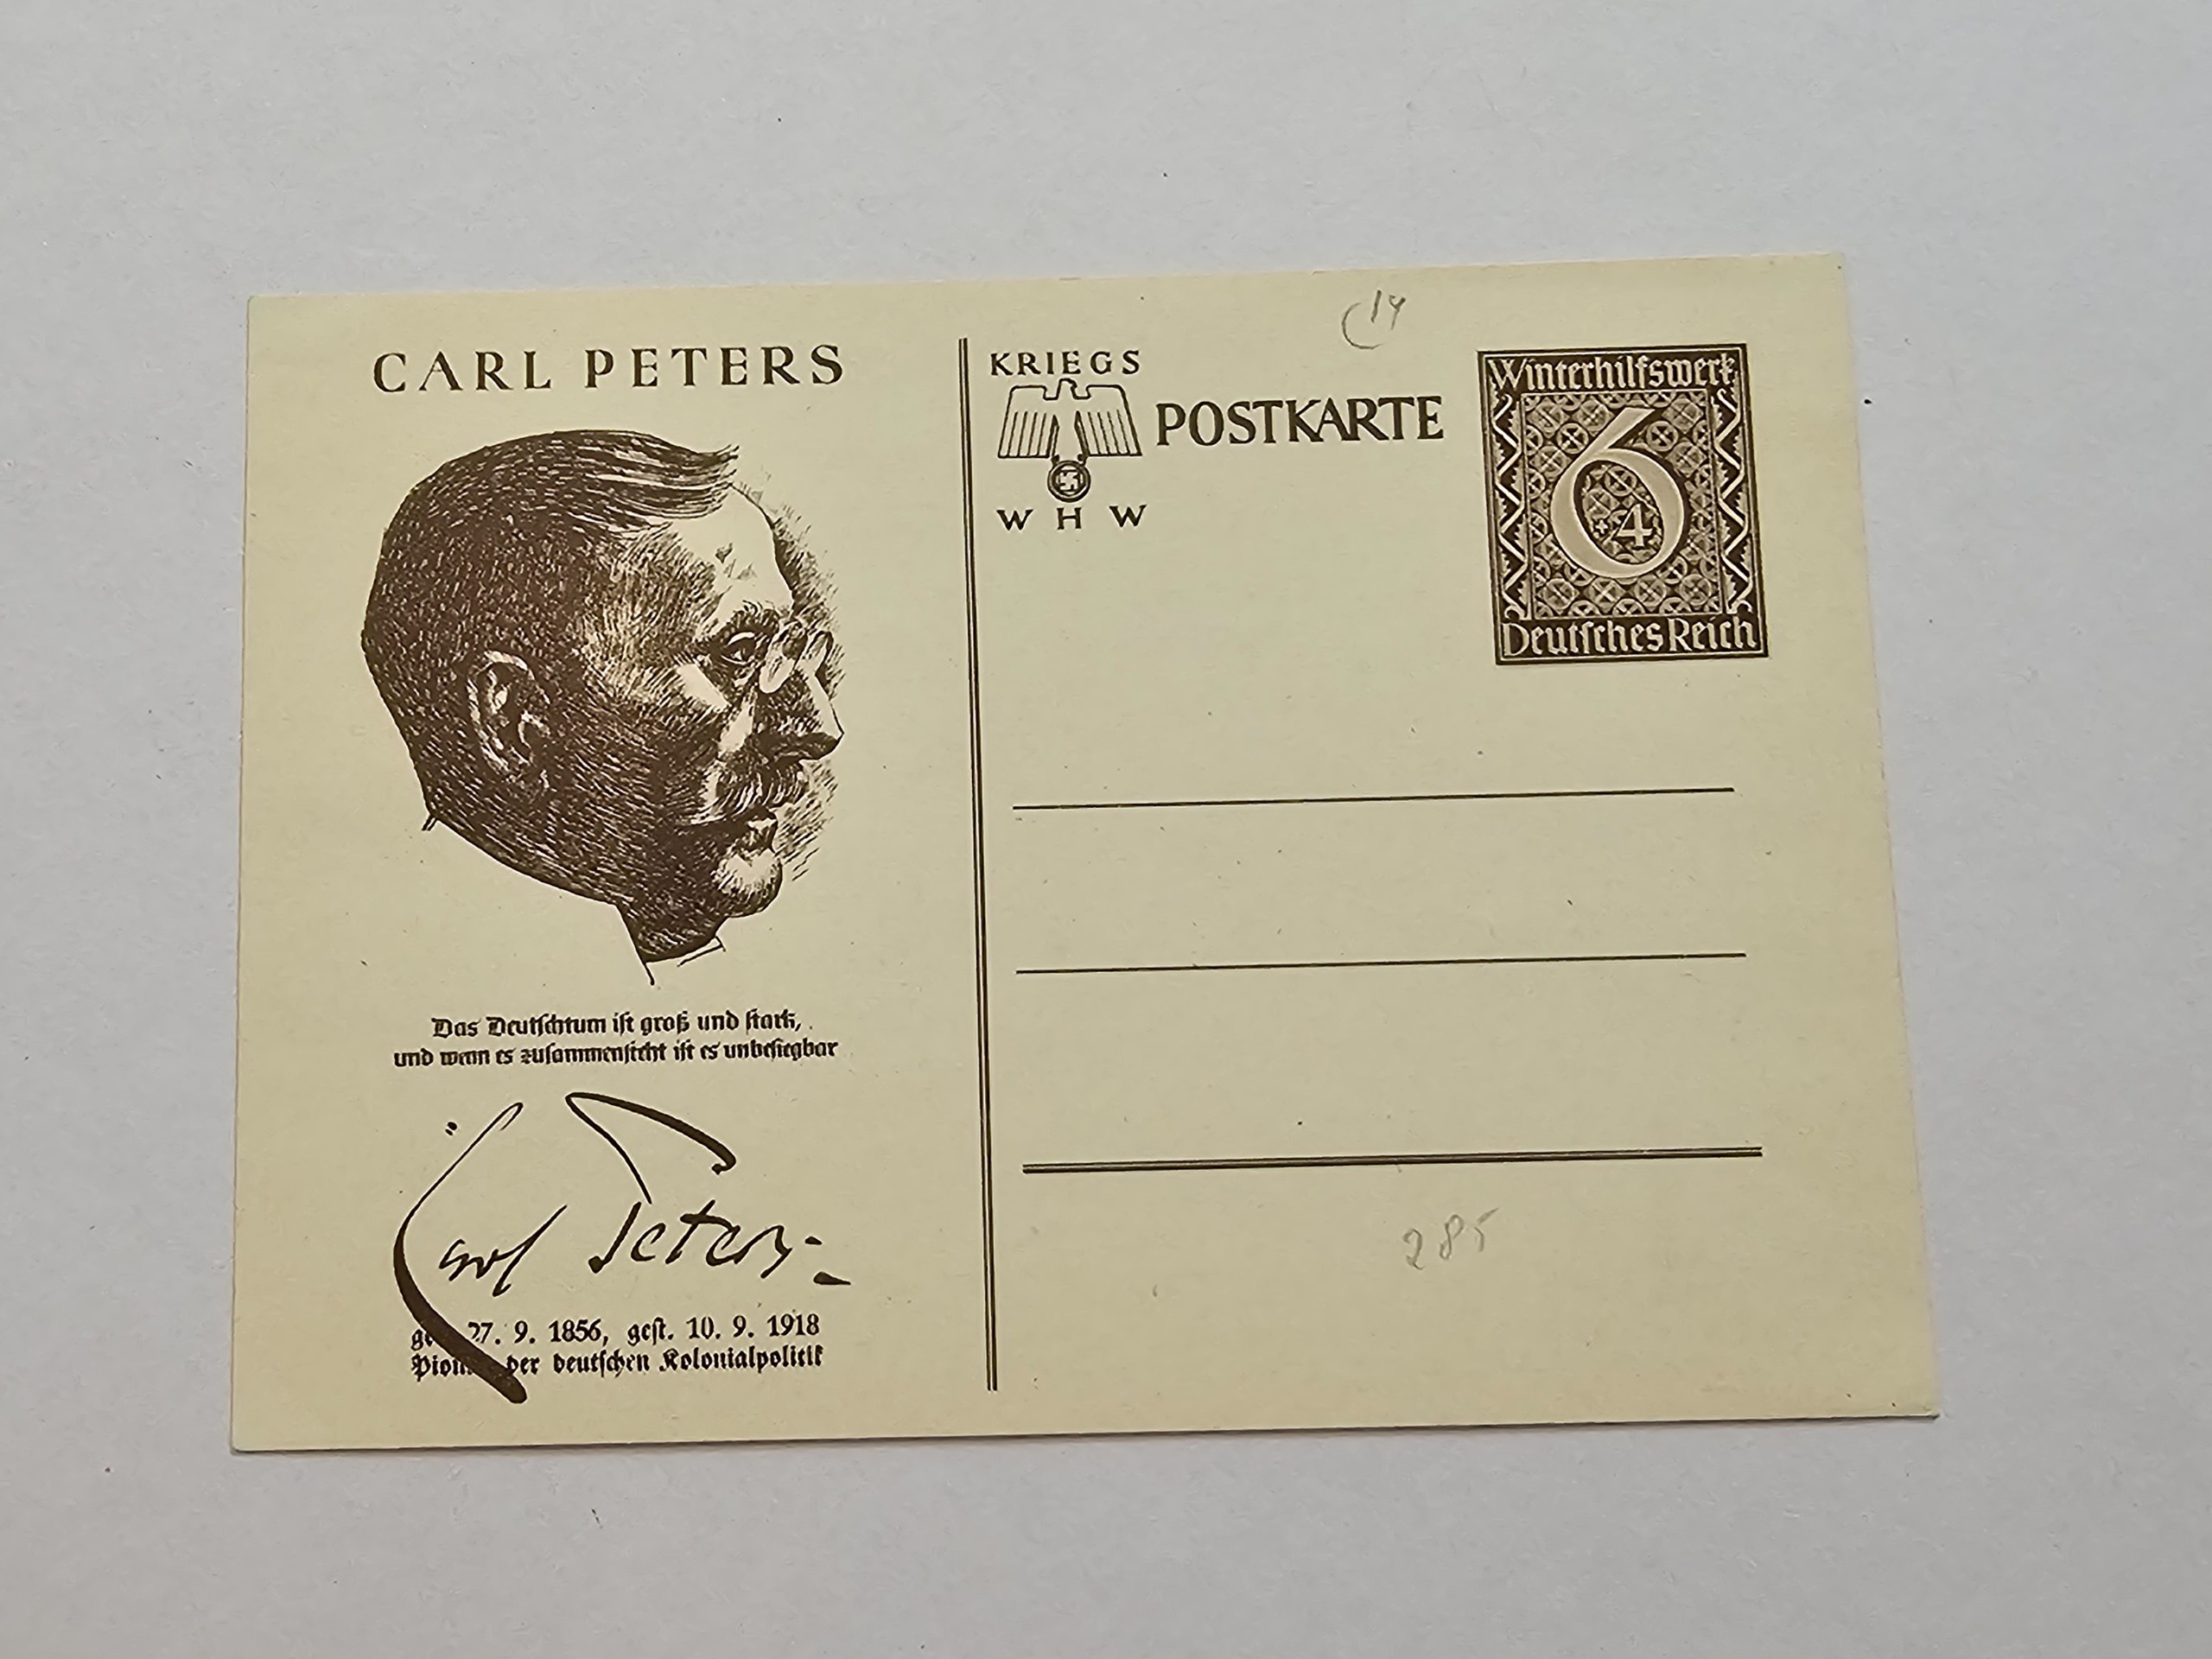 CARL PETERS
Das Deutschtum ist groß und stark,
und wenn es zusammensteht ist es unbesiegbar
Carl Peters
27. 9. 1856, gest. 10. 9. 1918
der deutschen Kolonialpolitik
KRIEGS
POSTKARTE
W H W
14
Winterhilfswerk
6
+4
Deutsches Reich
285